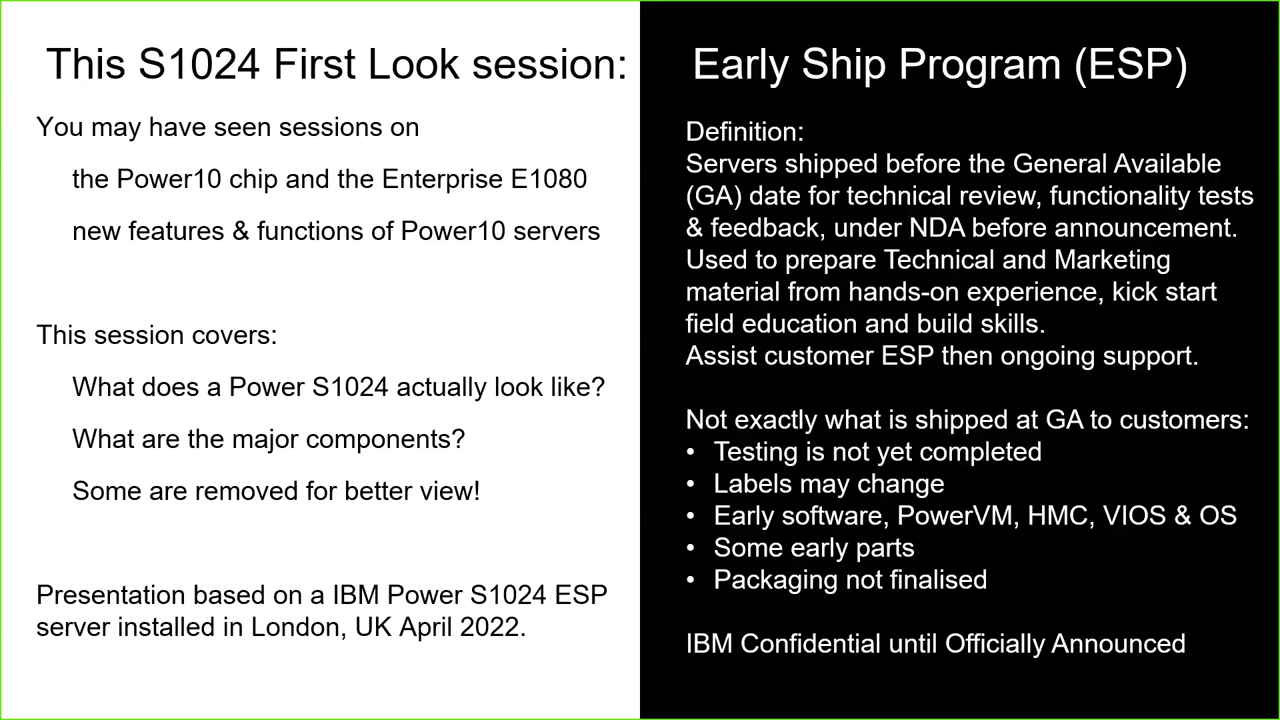 This S1024 First Look session:
You may have seen sessions on
the Power10 chip and the Enterprise E1080
new features & functions of Power10 servers
This session covers:
What does a Power S1024 actually look like?
What are the major components?
Some are removed for better view!
Presentation based on a IBM Power S1024 ESP
server installed in London, UK April 2022.
Early Ship Program (ESP)
Definition:
Servers shipped before the General Available
(GA) date for technical review, functionality tests
& feedback, under NDA before announcement.
Used to prepare Technical and Marketing
material from hands-on experience, kick start
field education and build skills.
Assist customer ESP then ongoing support.
Not exactly what is shipped at GA to customers:
• Testing is not yet completed
• Labels may change
• Early software, PowerVM, HMC, VIOS & OS
• Some early parts
• Packaging not finalised
IBM Confidential until Officially Announced